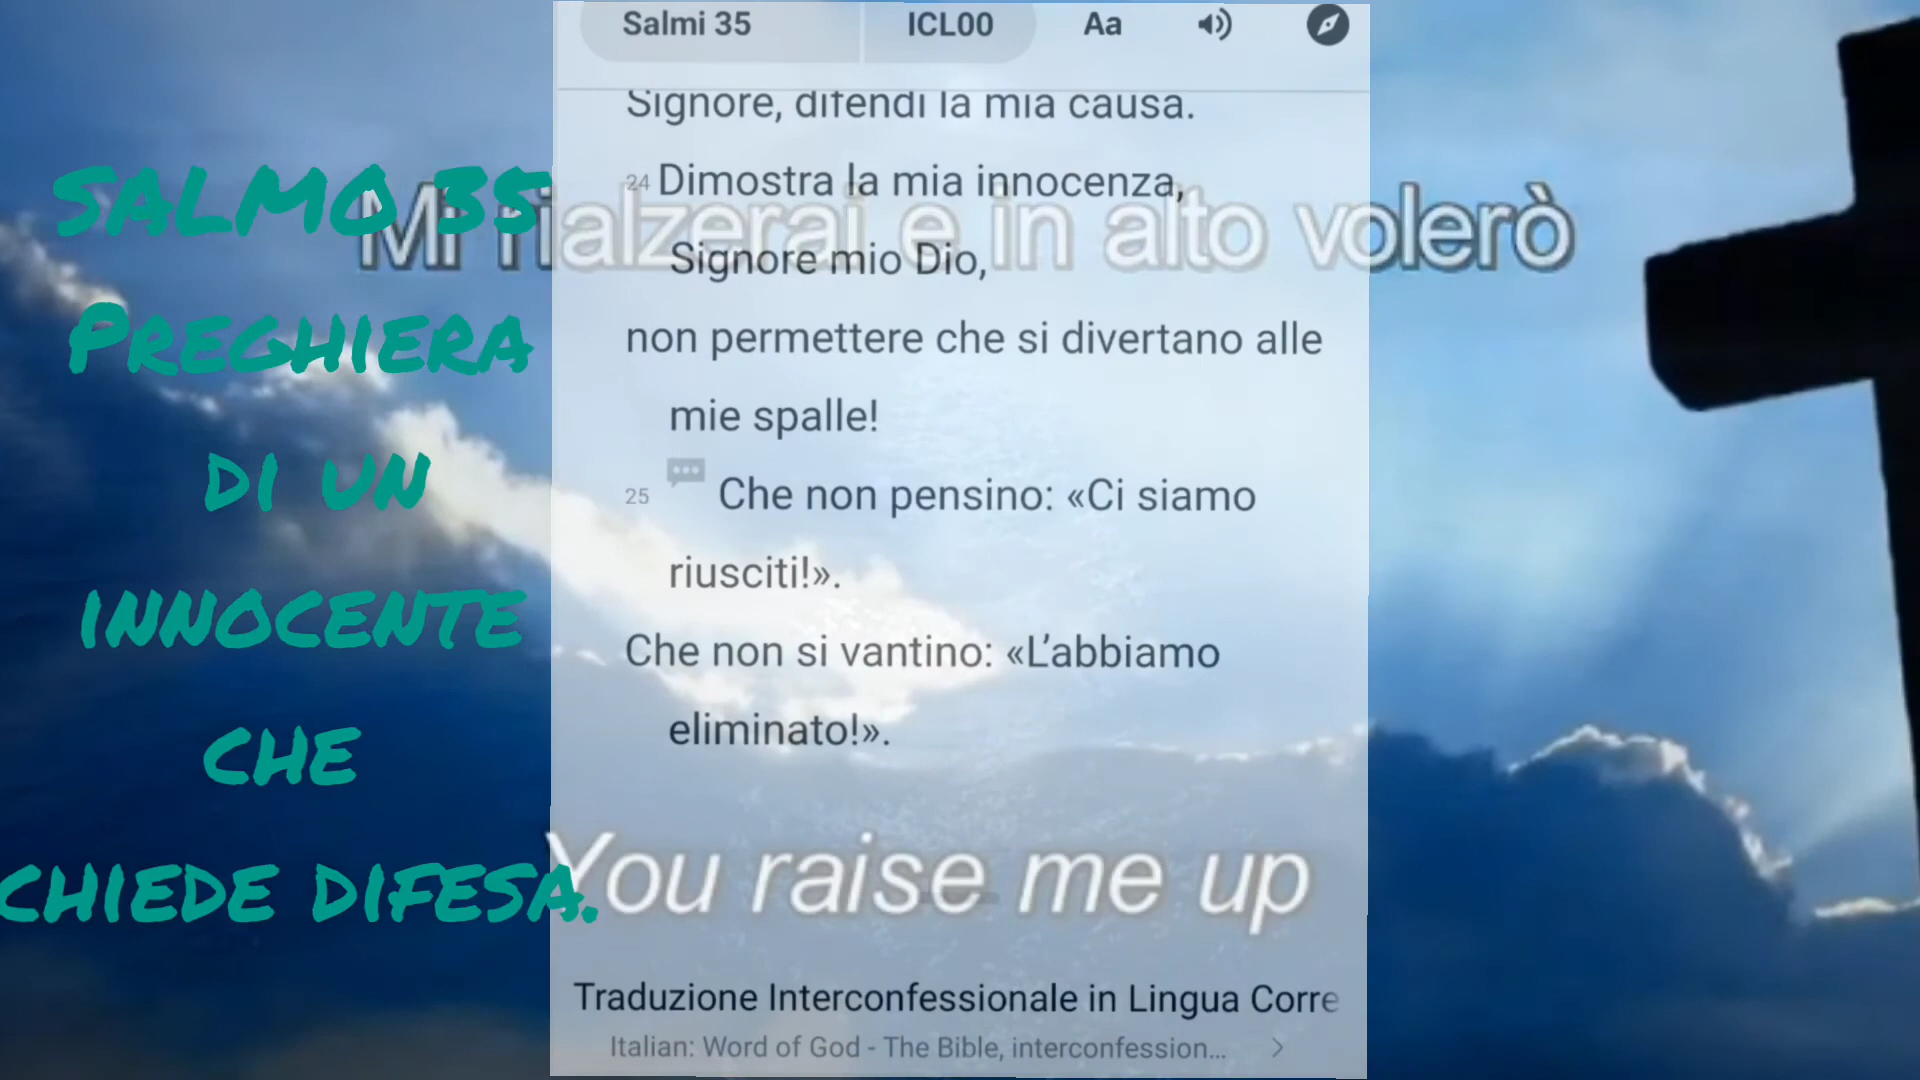 Salmi 35 ICL00 Aa
Signore, difendi la mia causa.
24 Dimostra la mia innocenza,
Signore mio Dio,
non permettere che si divertano alle
mie spalle!
25 Che non pensino: «Ci siamo
riusciti!».
Che non si vantino: «L’abbiamo
eliminato!».
Traduzione Interconfessionale in Lingua Corre
Italian: Word of God - The Bible, interconfession...
SALMO 35
PREGHIERA
DI UN
INNOCENTE
CHE
CHIEDE DIFESA.
Mi rialzerai e in alto volerò
You raise me up